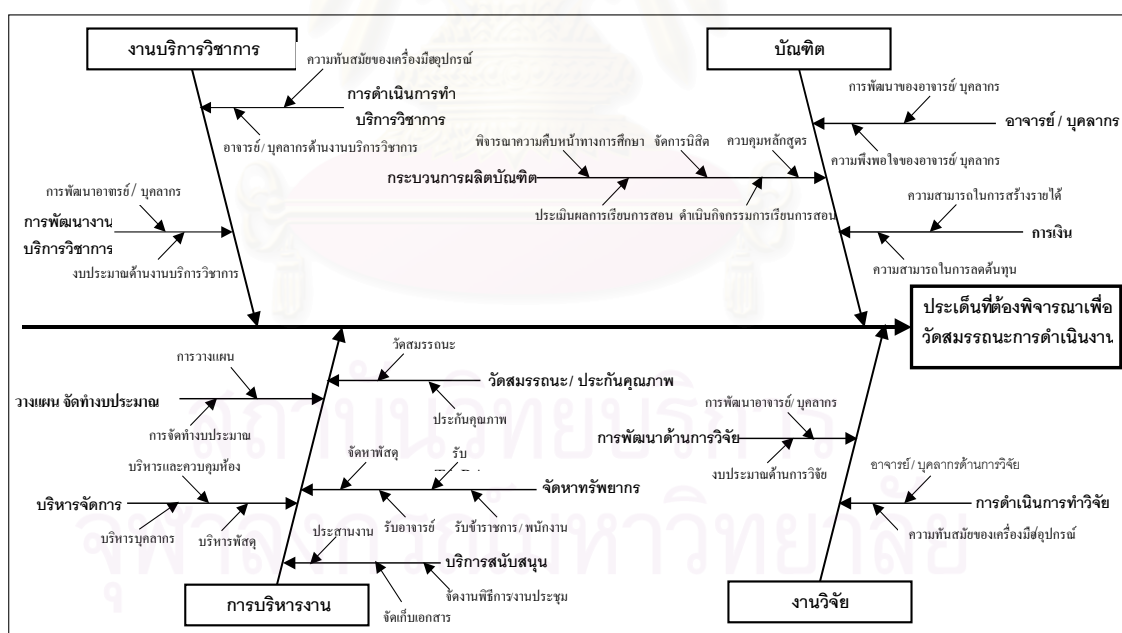 งานบริการวิชาการ
บัณฑิต
ความทันสมัยของเครื่องมือ/อุปกรณ์
การดำเนินการทำ
บริการวิชาการ
อาจารย์/ บุคลากรด้านงานบริการวิชาการ
การพัฒนาอาจารย์/ บุคลากร
การพัฒนางาน
บริการวิชาการ
งบประมาณด้านงานบริการวิชาการ
การพัฒนาของอาจารย์/ บุคลากร
อาจารย์ / บุคลากร
ความพึงพอใจของอาจารย์/ บุคลากร
พิจารณาความคืบหน้าทางการศึกษา
จัดการนิสิต
ควบคุมหลักสูตร
กระบวนการผลิตบัณฑิต
ประเมินผลการเรียนการสอน
ดำเนินกิจกรรมการเรียนการสอน
ความสามารถในการสร้างรายได้
การเงิน
ความสามารถในการลดต้นทุน
ประเด็นที่ต้องพิจารณาเพื่อ
วัดสมรรถนะการดำเนินงาน
การวางแผน
วางแผน จัดทำงบประมาณ
การจัดทำงบประมาณ
วัดสมรรถนะ
วัดสมรรถนะ/ ประกันคุณภาพ
ประกันคุณภาพ
บริหารและควบคุมห้อง
บริหารจัดการ
บริหารบุคลากร
บริหารพัสดุ
จัดหาพัสดุ
รับ
จัดหาทรัพยากร
รับอาจารย์
รับข้าราชการ/ พนักงาน
ประสานงาน
บริการสนับสนุน
จัดเก็บเอกสาร
จัดงานพิธีการ/งานประชุม
การบริหารงาน
การพัฒนาอาจารย์/ บุคลากร
การพัฒนาด้านการวิจัย
งบประมาณด้านการวิจัย
อาจารย์/ บุคลากรด้านการวิจัย
การดำเนินการทำวิจัย
ความทันสมัยของเครื่องมือ/อุปกรณ์
งานวิจัย
สถาบันวิทยบริการ
จุฬาลงกรณ์มหาวิทยาลัย